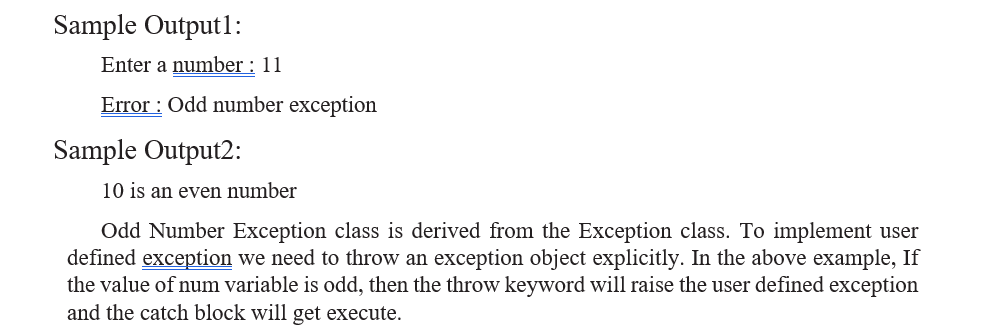 Sample Output1:
Enter a number : 11
Error : Odd number exception
Sample Output2:
10 is an even number
Odd Number Exception class is derived from the Exception class. To implement user
defined exception we need to throw an exception object explicitly. In the above example, If
the value of num variable is odd, then the throw keyword will raise the user defined exception
and the catch block will get execute.